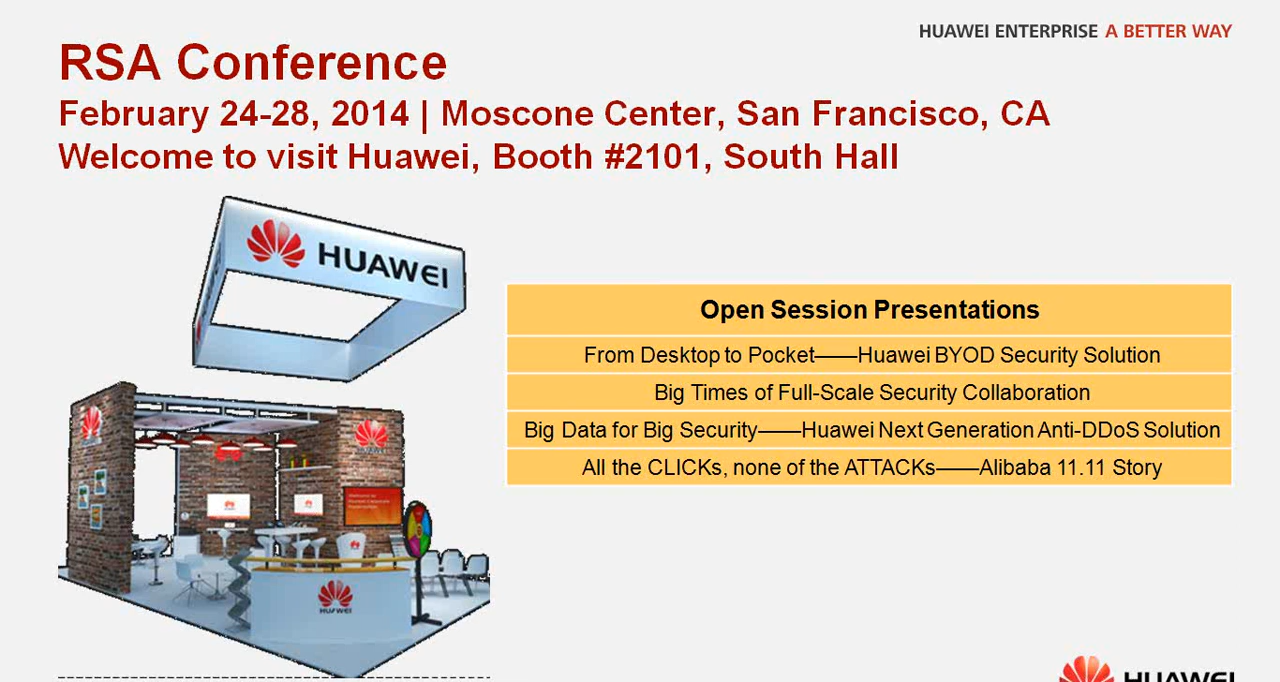 HUAWEI ENTERPRISE A BETTER WAY
RSA Conference
February 24-28, 2014 | Moscone Center, San Francisco, CA
Welcome to visit Huawei, Booth #2101, South Hall
HUAWEI
Open Session Presentations
From Desktop to Pocket——Huawei BYOD Security Solution
Big Times of Full-Scale Security Collaboration
Big Data for Big Security——Huawei Next Generation Anti-DDoS Solution
All the CLICKs, none of the ATTACKs——Alibaba 11.11 Story
HUAWEI
HUAWEI